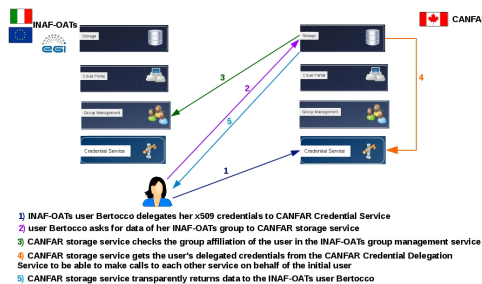 INAF-OATs
CANFA
egi
Storage
Storage
Cloud Portal
Cloud Portal
Group Management
Group Management
Credential Service
Credential Service
3
2
5
4
1
1) INAF-OATs user Bertocco delegates her x509 credentials to CANFAR Credential Service
2) user Bertocco asks for data of her INAF-OATs group to CANFAR storage service
3) CANFAR storage service checks the group affiliation of the user in the INAF-OATs group management service
4) CANFAR storage service gets the user's delegated credentials from the CANFAR Credential Delegation
Service to be able to make calls to each other service on behalf of the initial user
5) CANFAR storage service transparently returns data to the INAF-OATs user Bertocco